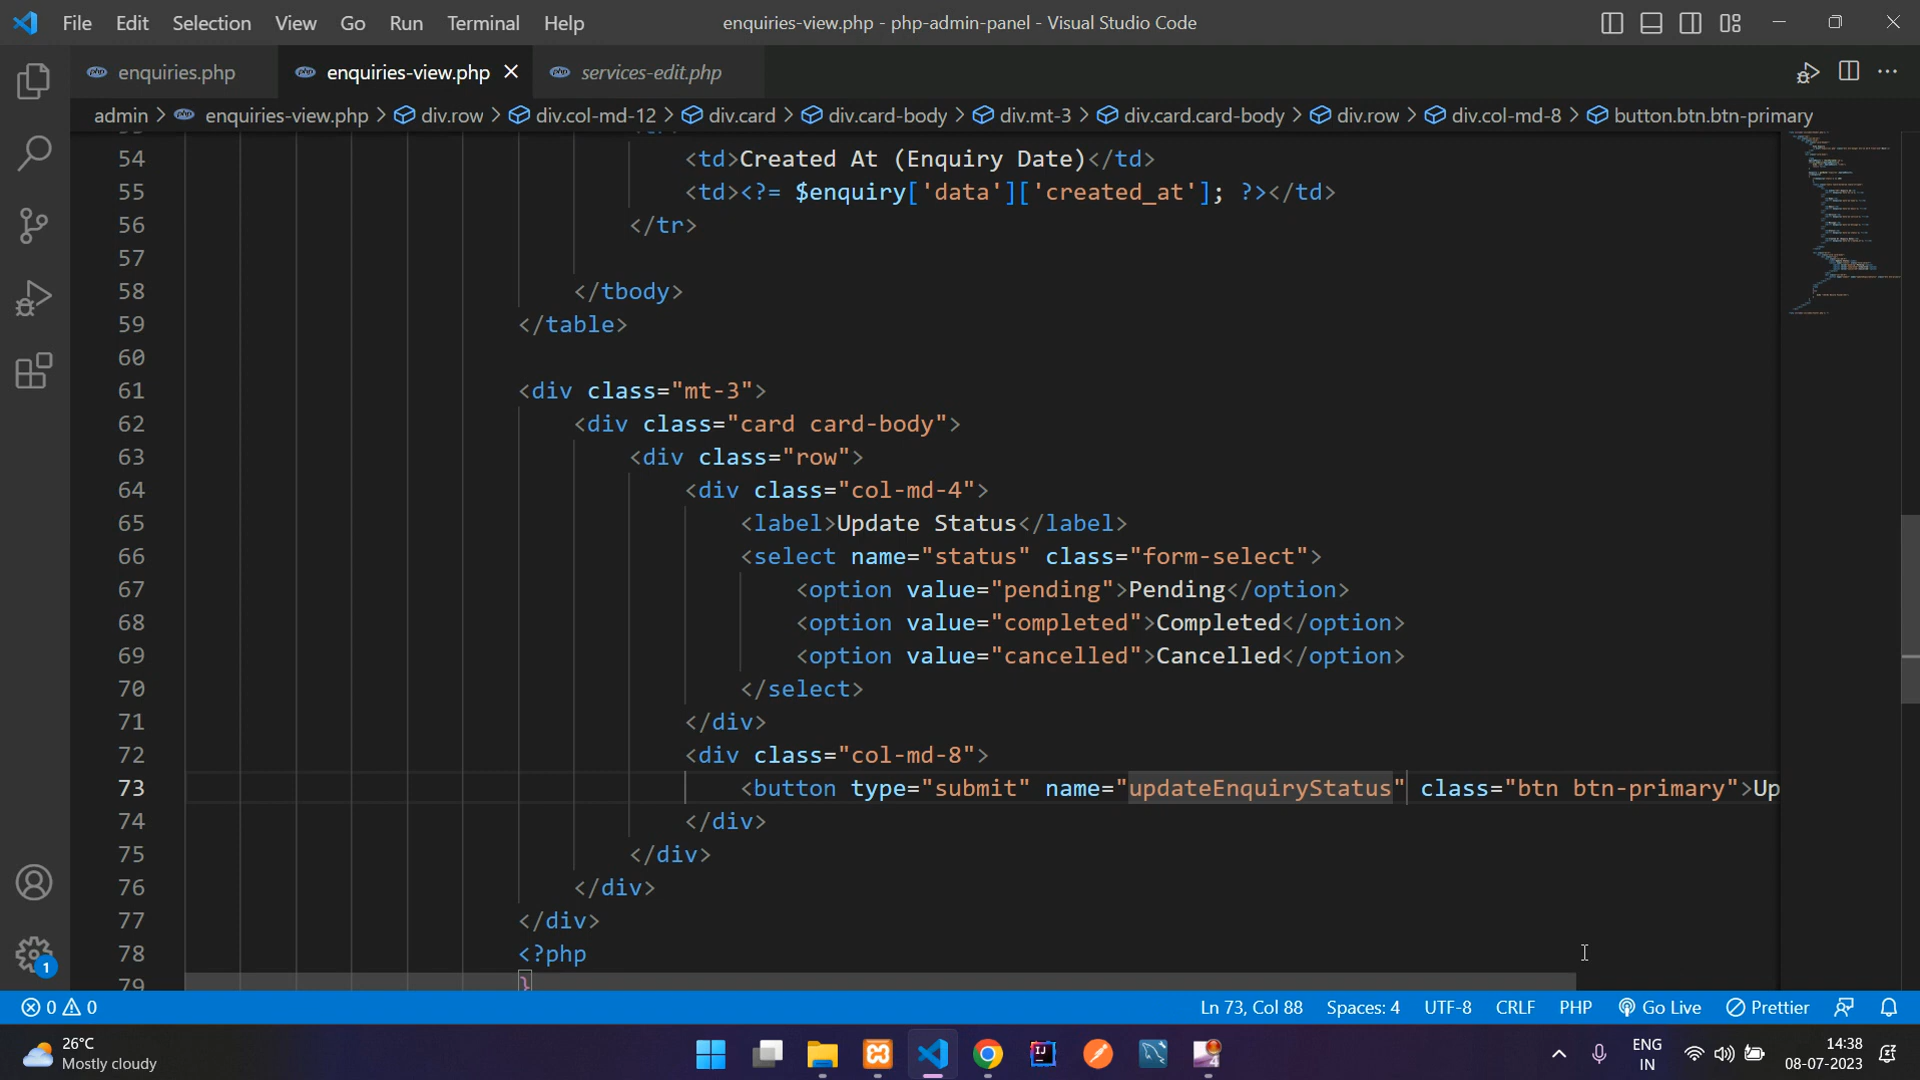 File Edit Selection View Go Run Terminal Help
enquiries-view.php - php-admin-panel - Visual Studio Code
enquiries.php
enquiries-view.php
services-edit.php
admin > enquiries-view.php > div.row > div.col-md-12 > div.card > div.card-body > div.mt-3 > div.card.card-body > div.row > div.col-md-8 > button.btn.btn-primary
54 <td>Created At (Enquiry Date)</td>
55 <td><?= $enquiry['data']['created_at']; ?></td>
56 </tr>
57
58 </tbody>
59 </table>
60
61 <div class="mt-3">
62 <div class="card card-body">
63 <div class="row">
64 <div class="col-md-4">
65 <label>Update Status</label>
66 <select name="status" class="form-select">
67 <option value="pending">Pending</option>
68 <option value="completed">Completed</option>
69 <option value="cancelled">Cancelled</option>
70 </select>
71 </div>
72 <div class="col-md-8">
73 <button type="submit" name="updateEnquiryStatus" class="btn btn-primary">Up
74 </div>
75 </div>
76 </div>
77 </div>
78 <?php
79 }
0 0
Ln 73, Col 88 Spaces: 4 UTF-8 CRLF PHP Go Live Prettier
1
26°C
Mostly cloudy
ENG
IN
14:38
08-07-2023